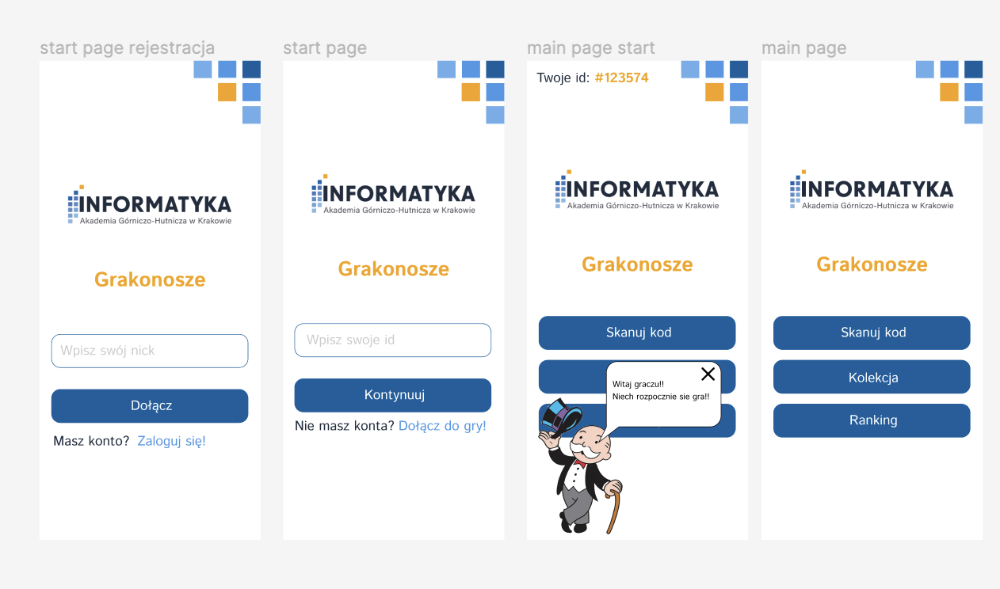 start page rejestracja
INFORMATYKA
Akademia Górniczo-Hutnicza w Krakowie
Grakonosze
Wpisz swój nick
Dołącz
Masz konto? Zaloguj się!
start page
INFORMATYKA
Akademia Górniczo-Hutnicza w Krakowie
Grakonosze
Wpisz swoje id
Kontynuuj
Nie masz konta? Dołącz do gry!
main page start
Twoje id: #123574
INFORMATYKA
Akademia Górniczo-Hutnicza w Krakowie
Grakonosze
Skanuj kod
Witaj graczu!!
Niech rozpocznie sie gra!!
main page
INFORMATYKA
Akademia Górniczo-Hutnicza w Krakowie
Grakonosze
Skanuj kod
Kolekcja
Ranking